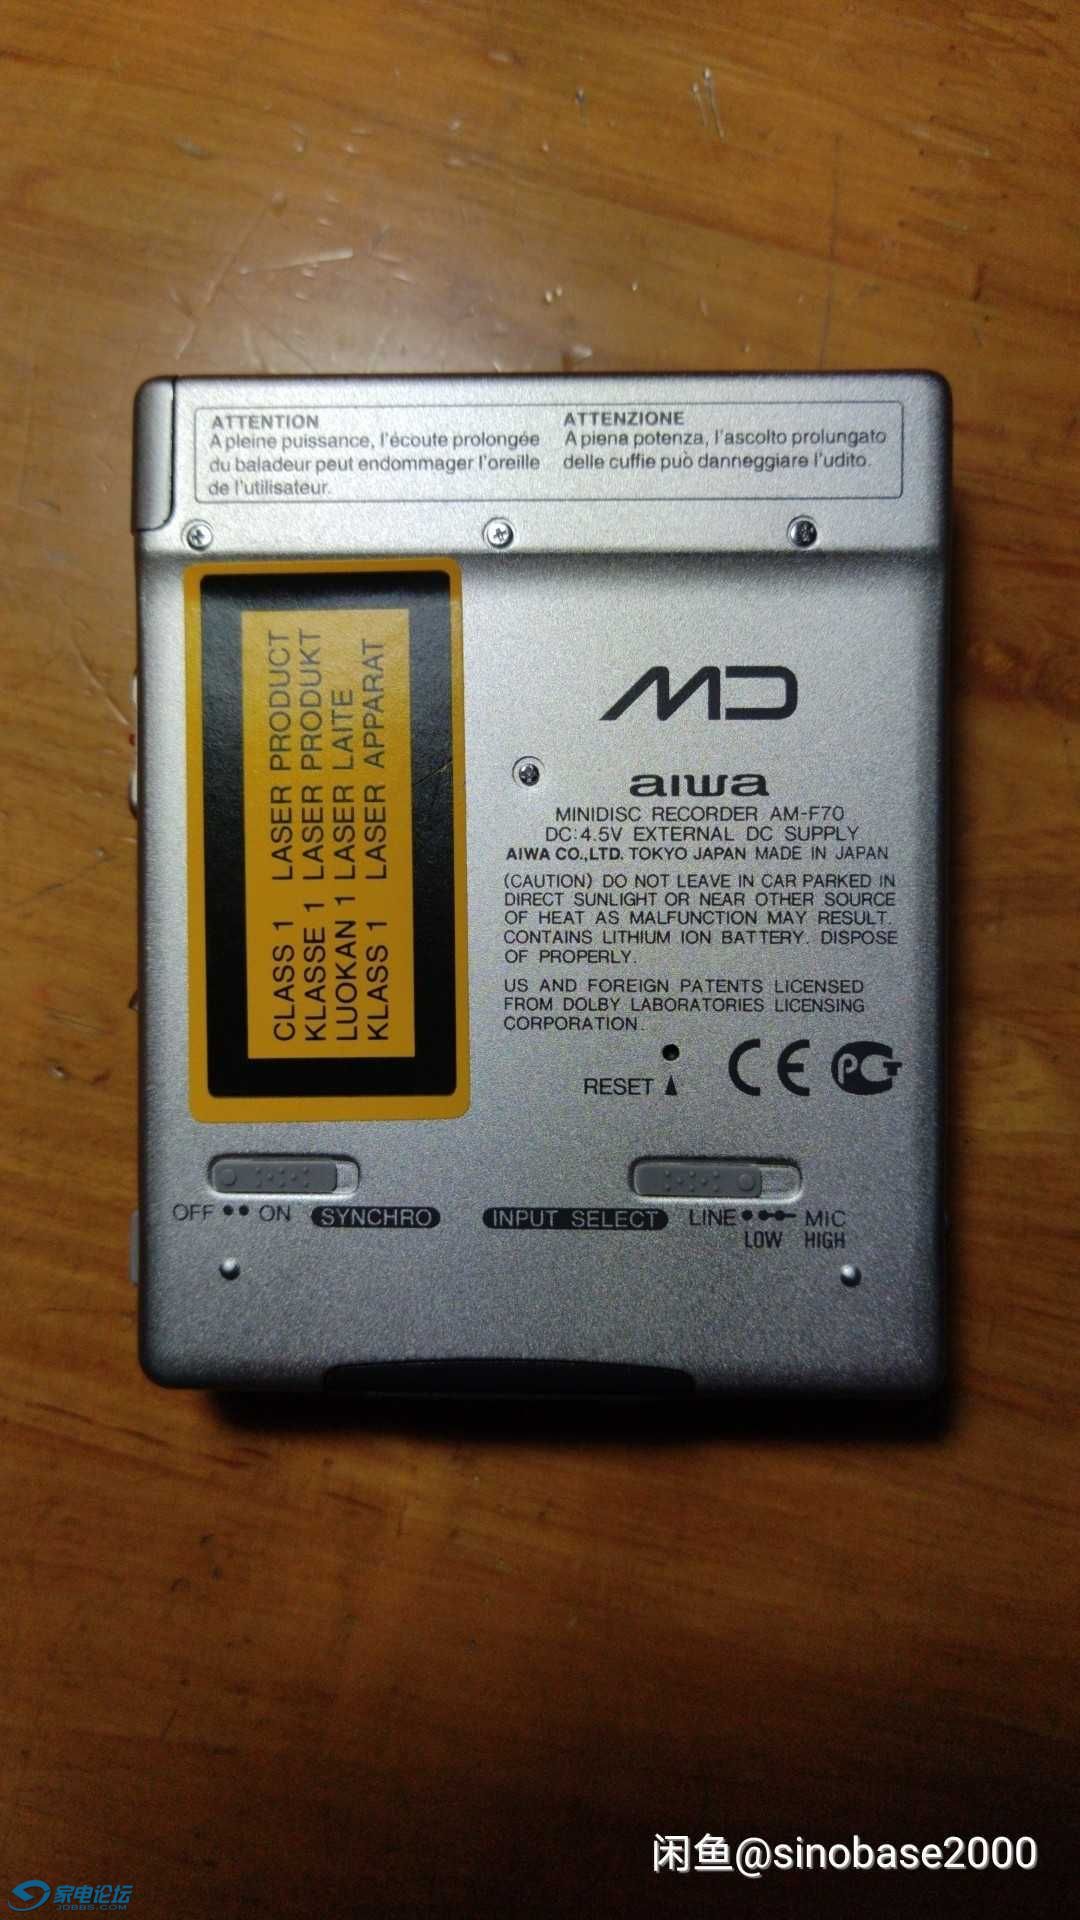 ATTENTION
A pleine puissance, l'écoute prolongée
du baladeur peut endommager l'oreille
de l'utilisateur.
ATTENZIONE
A piena potenza, l'ascolto prolungato
delle cuffie può danneggiare l'udito.
CLASS 1 LASER PRODUCT
KLASSE 1 LASER PRODUKT
LUOKAN 1 LASER LAITE
KLASS 1 LASER APPARAT
MD
aiwa
MINIDISC RECORDER AM-F70
DC:4.5V EXTERNAL DC SUPPLY
AIWA CO.,LTD. TOKYO JAPAN MADE IN JAPAN
(CAUTION) DO NOT LEAVE IN CAR PARKED IN
DIRECT SUNLIGHT OR NEAR OTHER SOURCE
OF HEAT AS MALFUNCTION MAY RESULT.
CONTAINS LITHIUM ION BATTERY. DISPOSE
OF PROPERLY.
US AND FOREIGN PATENTS LICENSED
FROM DOLBY LABORATORIES LICENSING
CORPORATION.
RESET
CE
OFF ON SYNCHRO
INPUT SELECT LINE MIC
LOW HIGH
闲鱼@sinobase2000
家电论坛
JDBBS.COM